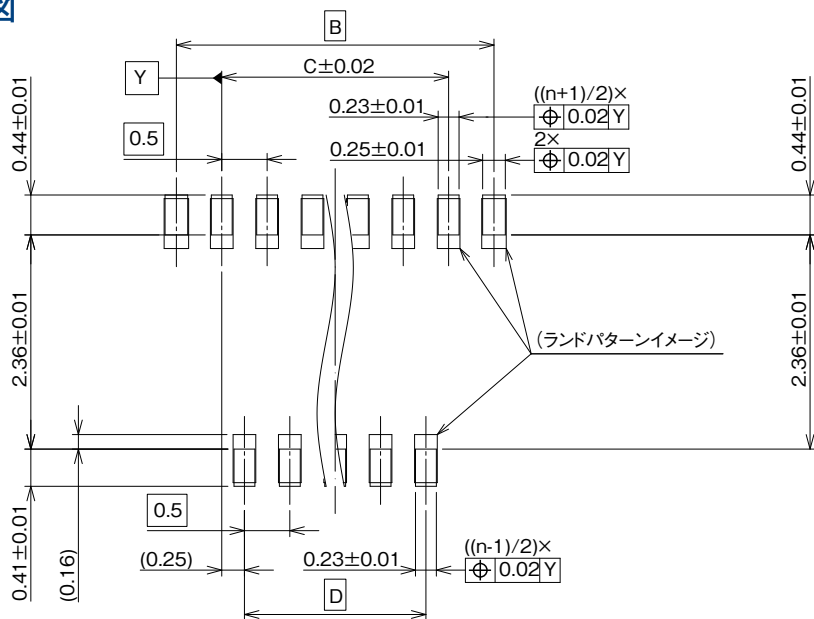 図
B
Y
C±0.02
((n+1)/2)×
0.23±0.01
⌖ 0.02 Y
0.5
2×
0.25±0.01
⌖ 0.02 Y
0.44±0.01
0.44±0.01
2.36±0.01
2.36±0.01
(ランドパターンイメージ)
0.5
((n-1)/2)×
(0.25)
0.23±0.01
⌖ 0.02 Y
0.41±0.01
(0.16)
D